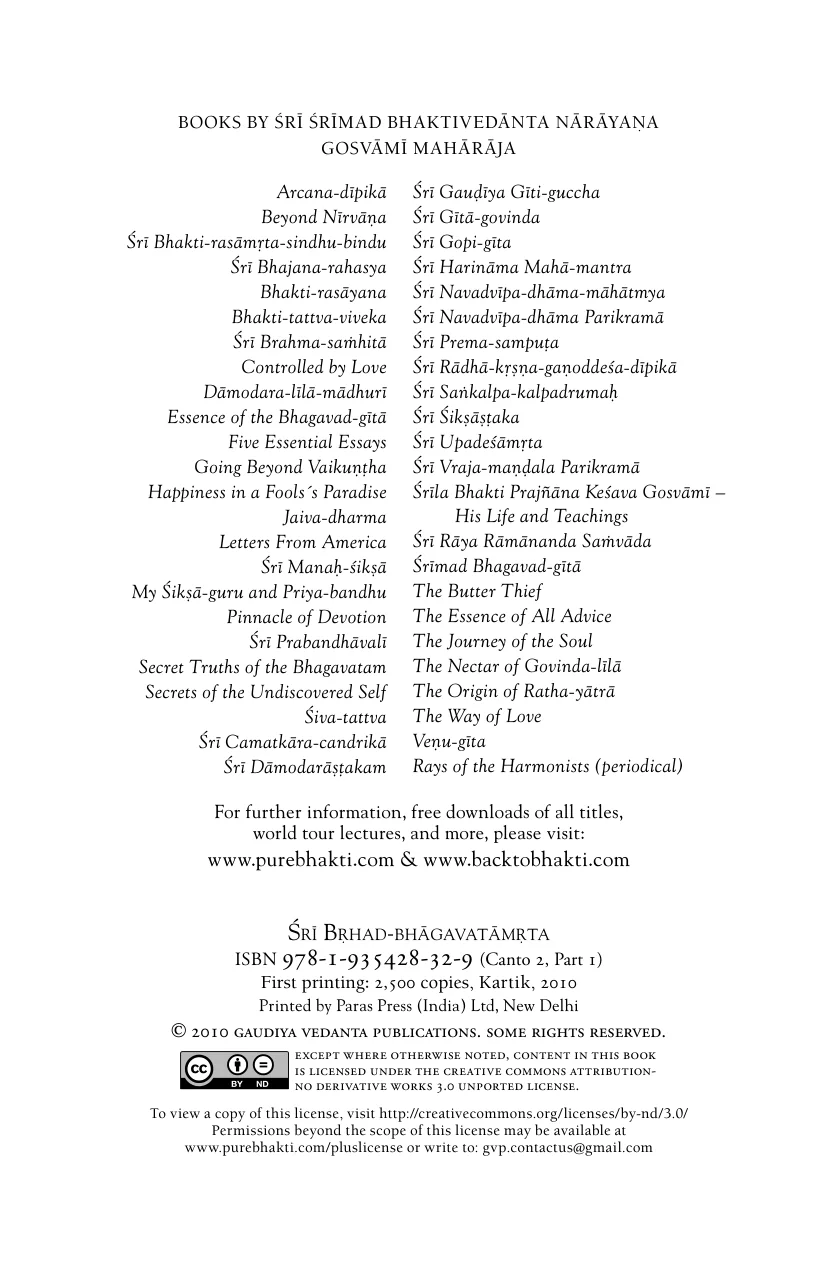 BOOKS BY ŚRĪ ŚRĪMAD BHAKTIVEDĀNTA NĀRĀYAṆA
GOSVĀMĪ MAHĀRĀJA
Arcana-dīpikā
Beyond Nīrvāṇa
Śrī Bhakti-rasāmṛta-sindhu-bindu
Śrī Bhajana-rahasya
Bhakti-rasāyana
Bhakti-tattva-viveka
Śrī Brahma-saṁhitā
Controlled by Love
Dāmodara-līlā-mādhurī
Essence of the Bhagavad-gītā
Five Essential Essays
Going Beyond Vaikuṇṭha
Happiness in a Fools´s Paradise
Jaiva-dharma
Letters From America
Śrī Manaḥ-śikṣā
My Śikṣā-guru and Priya-bandhu
Pinnacle of Devotion
Śrī Prabandhāvalī
Secret Truths of the Bhagavatam
Secrets of the Undiscovered Self
Śiva-tattva
Śrī Camatkāra-candrikā
Śrī Dāmodarāṣṭakam
Śrī Gauḍīya Gīti-guccha
Śrī Gītā-govinda
Śrī Gopi-gīta
Śrī Harināma Mahā-mantra
Śrī Navadvīpa-dhāma-māhātmya
Śrī Navadvīpa-dhāma Parikramā
Śrī Prema-sampuṭa
Śrī Rādhā-kṛṣṇa-gaṇoddeśa-dīpikā
Śrī Saṅkalpa-kalpadrumaḥ
Śrī Śikṣāṣṭaka
Śrī Upadeśāmṛta
Śrī Vraja-maṇḍala Parikramā
Śrīla Bhakti Prajñāna Keśava Gosvāmī –
His Life and Teachings
Śrī Rāya Rāmānanda Saṁvāda
Śrīmad Bhagavad-gītā
The Butter Thief
The Essence of All Advice
The Journey of the Soul
The Nectar of Govinda-līlā
The Origin of Ratha-yātrā
The Way of Love
Veṇu-gīta
Rays of the Harmonists (periodical)
For further information, free downloads of all titles,
world tour lectures, and more, please visit:
www.purebhakti.com & www.backtobhakti.com
Śrī Bṛhad-bhāgavatāmṛta
ISBN 978-1-935428-32-9 (Canto 2, Part 1)
First printing: 2,500 copies, Kartik, 2010
Printed by Paras Press (India) Ltd, New Delhi
© 2010 GAUDIYA VEDANTA PUBLICATIONS. SOME RIGHTS RESERVED.
cc BY ND
EXCEPT WHERE OTHERWISE NOTED, CONTENT IN THIS BOOK
IS LICENSED UNDER THE CREATIVE COMMONS ATTRIBUTION-
NO DERIVATIVE WORKS 3.0 UNPORTED LICENSE.
To view a copy of this license, visit http://creativecommons.org/licenses/by-nd/3.0/
Permissions beyond the scope of this license may be available at
www.purebhakti.com/pluslicense or write to: gvp.contactus@gmail.com